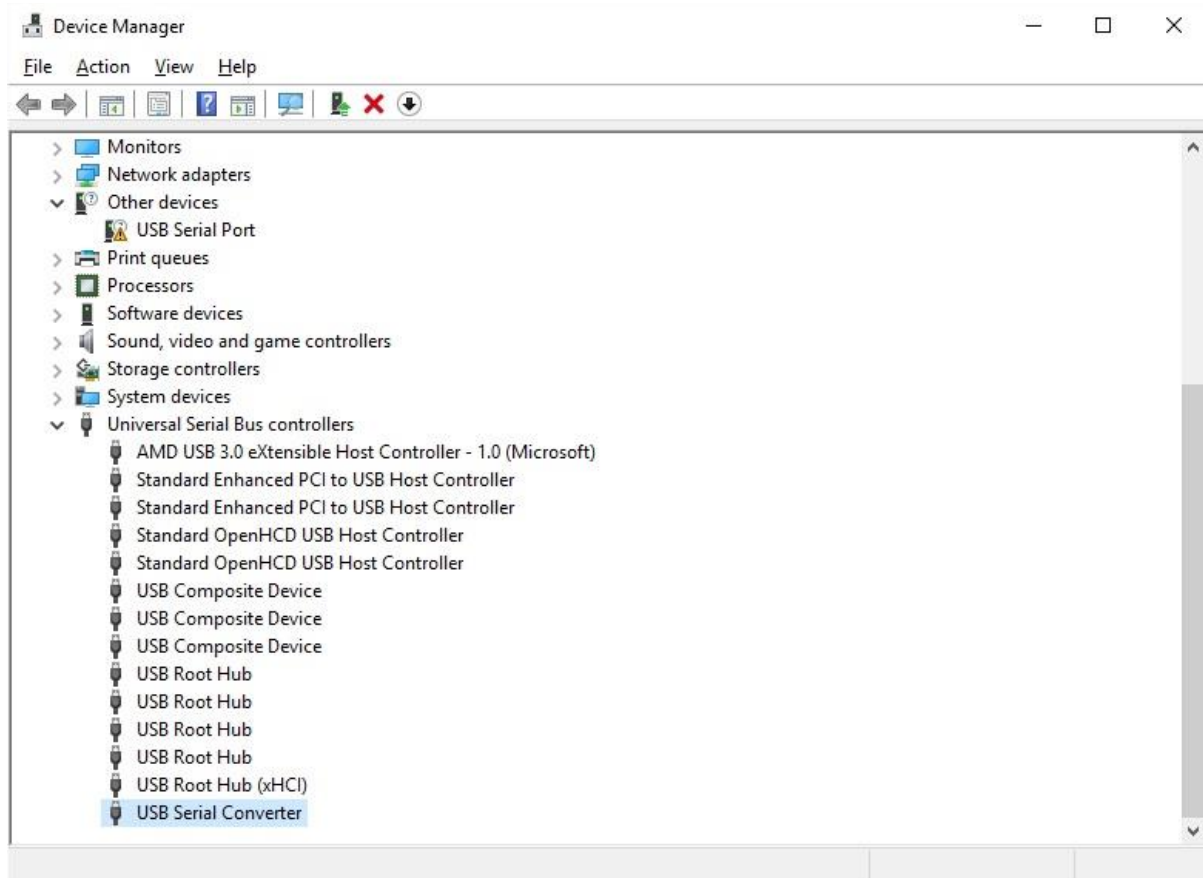 Device Manager
File Action View Help
Monitors
Network adapters
Other devices
USB Serial Port
Print queues
Processors
Software devices
Sound, video and game controllers
Storage controllers
System devices
Universal Serial Bus controllers
AMD USB 3.0 eXtensible Host Controller - 1.0 (Microsoft)
Standard Enhanced PCI to USB Host Controller
Standard Enhanced PCI to USB Host Controller
Standard OpenHCD USB Host Controller
Standard OpenHCD USB Host Controller
USB Composite Device
USB Composite Device
USB Composite Device
USB Root Hub
USB Root Hub
USB Root Hub
USB Root Hub
USB Root Hub (xHCI)
USB Serial Converter